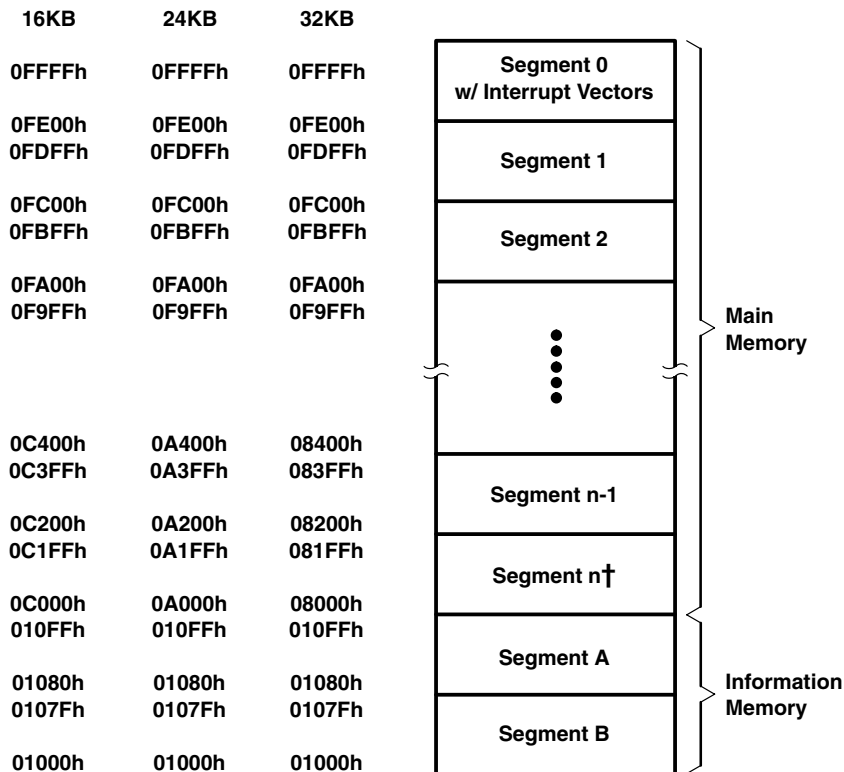 16KB 24KB 32KB
0FFFFh 0FFFFh 0FFFFh
Segment 0
w/ Interrupt Vectors
0FE00h 0FE00h 0FE00h
0FDFFh 0FDFFh 0FDFFh
Segment 1
0FC00h 0FC00h 0FC00h
0FBFFh 0FBFFh 0FBFFh
Segment 2
0FA00h 0FA00h 0FA00h
0F9FFh 0F9FFh 0F9FFh
Main
Memory
0C400h 0A400h 08400h
0C3FFh 0A3FFh 083FFh
Segment n-1
0C200h 0A200h 08200h
0C1FFh 0A1FFh 081FFh
Segment n†
0C000h 0A000h 08000h
010FFh 010FFh 010FFh
Segment A
01080h 01080h 01080h
0107Fh 0107Fh 0107Fh
Information
Memory
Segment B
01000h 01000h 01000h